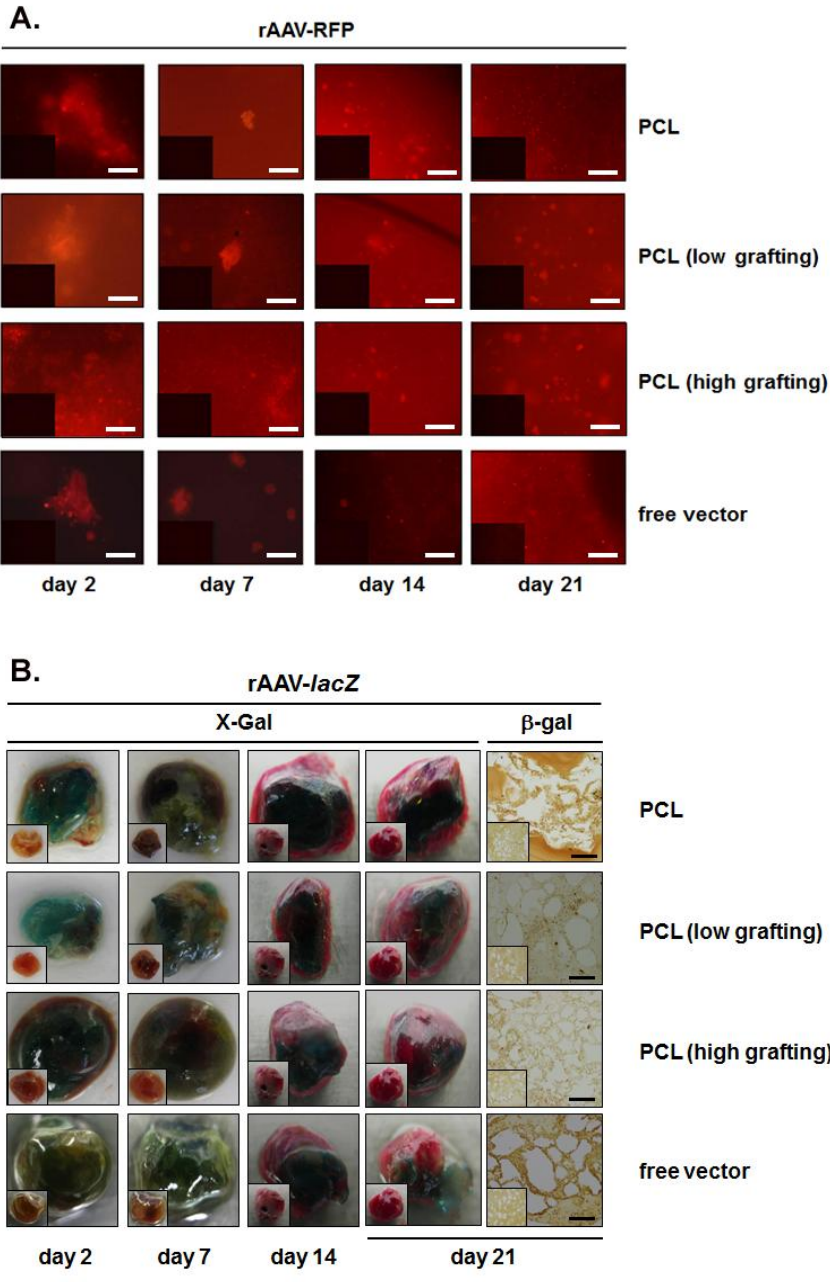 A.
rAAV-RFP
PCL
PCL (low grafting)
PCL (high grafting)
free vector
day 2 day 7 day 14 day 21
B.
rAAV-lacZ
X-Gal β-gal
PCL
PCL (low grafting)
PCL (high grafting)
free vector
day 2 day 7 day 14 day 21